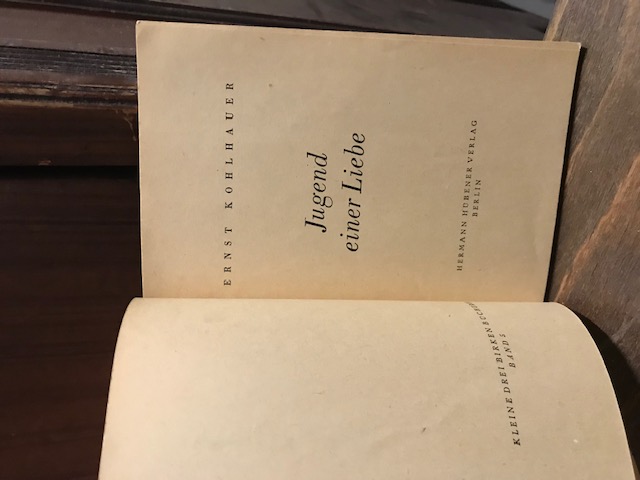 ERNST KOHLHAUER
Jugend
einer Liebe
HERMANN HÜBENER VERLAG
BERLIN
KLEINE DREI BIRKEN BÜCHER
BAND 5